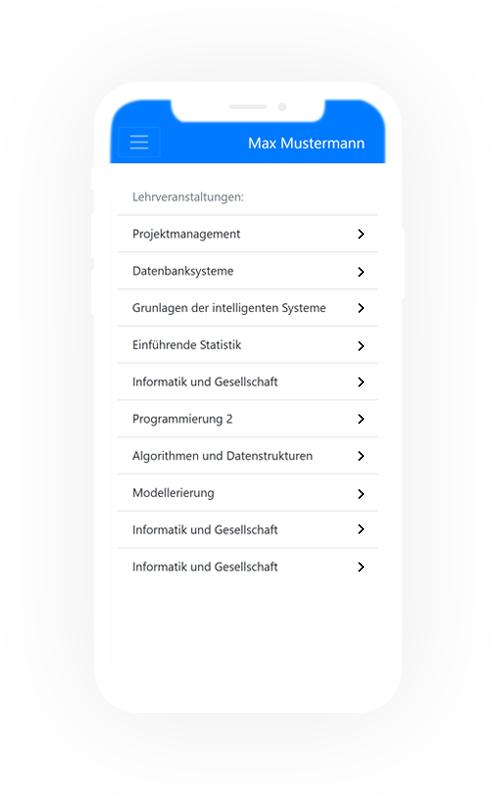 Max Mustermann
Lehrveranstaltungen:
Projektmanagement
Datenbanksysteme
Grunlagen der intelligenten Systeme
Einführende Statistik
Informatik und Gesellschaft
Programmierung 2
Algorithmen und Datenstrukturen
Modellerierung
Informatik und Gesellschaft
Informatik und Gesellschaft